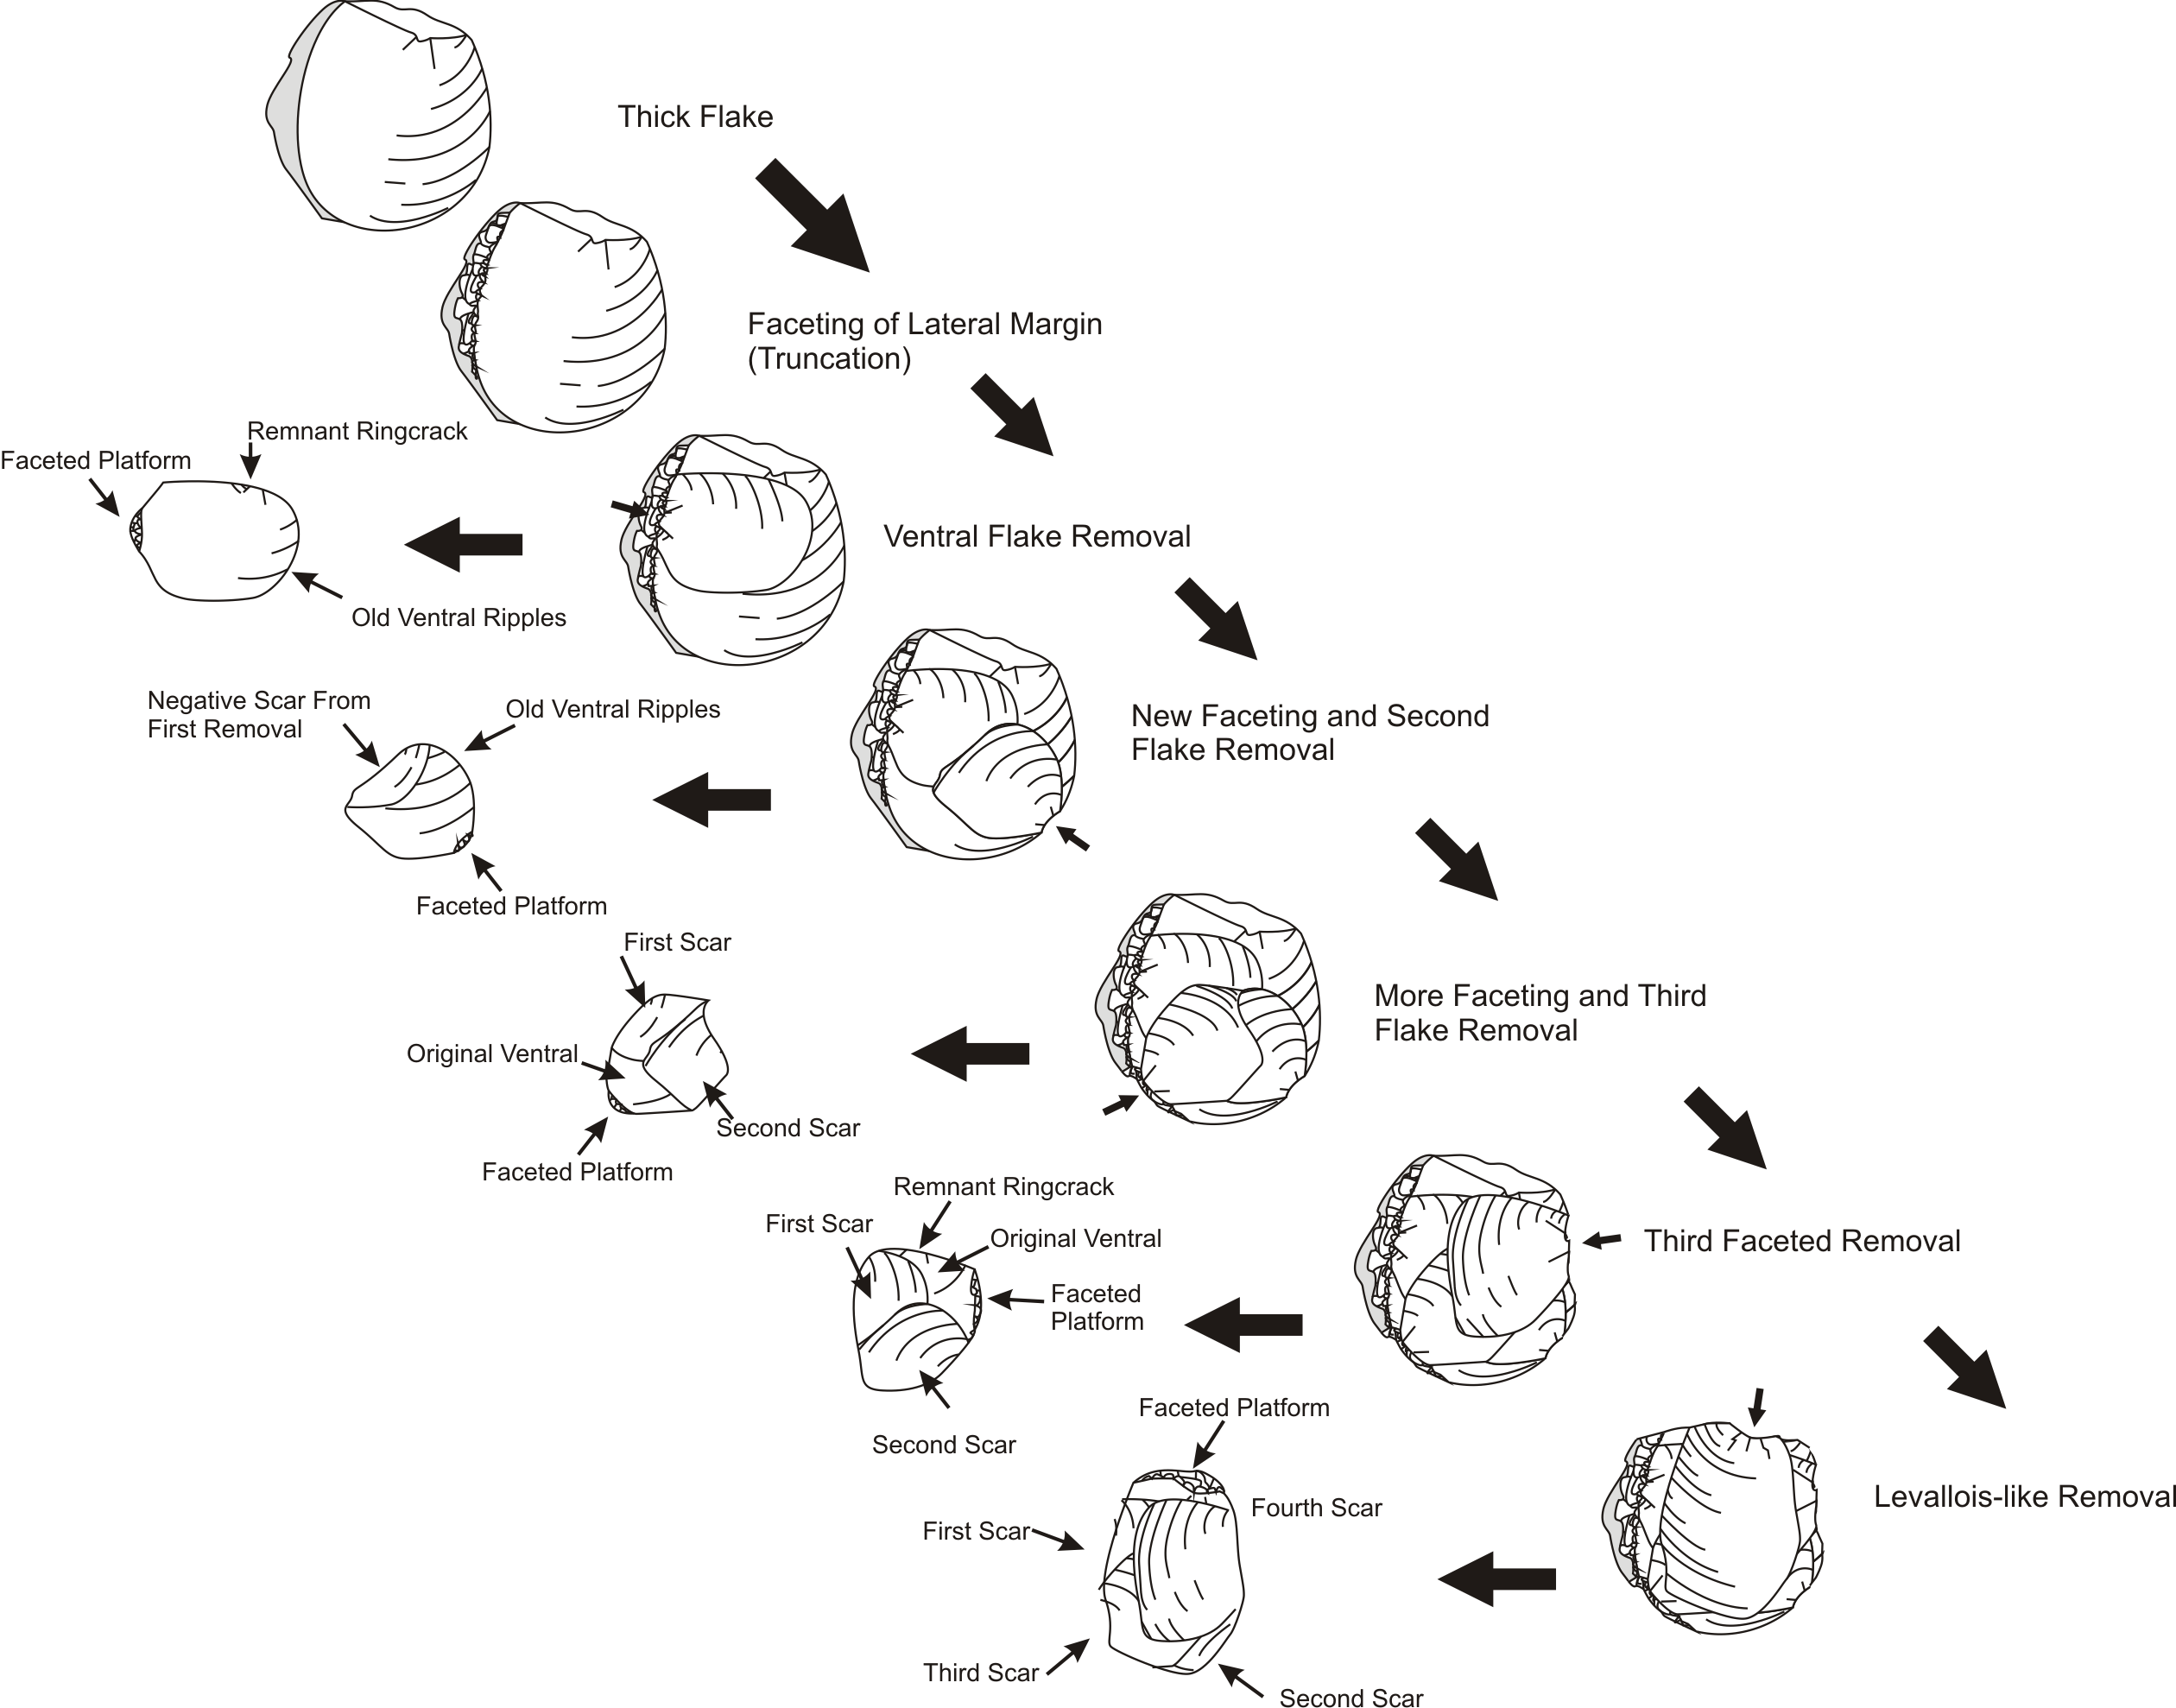 Thick Flake
Faceting of Lateral Margin
(Truncation)
Remnant Ringcrack
Faceted Platform
Ventral Flake Removal
Old Ventral Ripples
Negative Scar From
First Removal
Old Ventral Ripples
New Faceting and Second
Flake Removal
Faceted Platform
First Scar
More Faceting and Third
Flake Removal
Original Ventral
Second Scar
Faceted Platform
Remnant Ringcrack
First Scar
Original Ventral
Third Faceted Removal
Faceted
Platform
Second Scar
Faceted Platform
Levallois-like Removal
Fourth Scar
First Scar
Third Scar
Second Scar